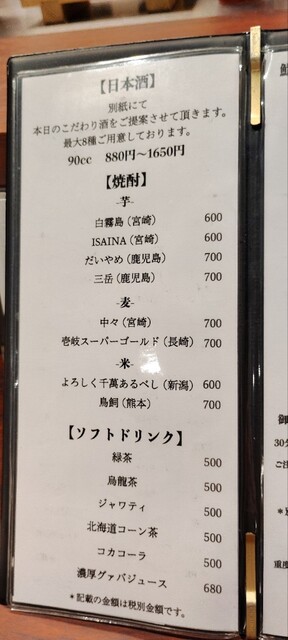 【日本酒】
別紙にて
本日のこだわり酒をご提案させて頂きます。
最大8種ご用意しております。
90cc 880円〜1650円
【焼酎】
-芋-
白霧島（宮崎） 600
ISAINA（宮崎） 600
だいやめ（鹿児島） 700
三岳（鹿児島） 700
-麦-
中々（宮崎） 700
壱岐スーパーゴールド（長崎） 700
-米-
よろしく千萬あるべし（新潟） 600
鳥飼（熊本） 700
【ソフトドリンク】
緑茶 500
烏龍茶 500
ジャワティ 500
北海道コーン茶 500
コカコーラ 500
濃厚グァバジュース 680
＊記載の金額は税別金額です。
御
30分
ご注